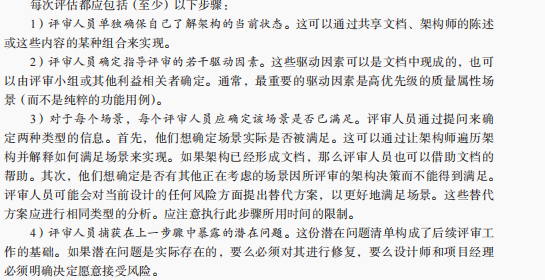 每次评估都应包括（至少）以下步骤：
1）评审人员单独确保自己了解架构的当前状态。这可以通过共享文档、架构师的陈述
或这些内容的某种组合来实现。
2）评审人员确定指导评审的若干驱动因素。这些驱动因素可以是文档中现成的，也可
以由评审小组或其他利益相关者确定。通常，最重要的驱动因素是高优先级的质量属性场
景（而不是纯粹的功能用例）。
3）对于每个场景，每个评审人员应确定该场景是否已满足。评审人员通过提问来确
定两种类型的信息。首先，他们想确定场景实际是否被满足。这可以通过让架构师遍历架
构并解释如何满足场景来实现。如果架构已经形成文档，那么评审人员也可以借助文档的
帮助。其次，他们想确定是否有其他正在考虑的场景因所评审的架构决策而不能得到满足。
评审人员可能会对当前设计的任何风险方面提出替代方案，以更好地满足场景。这些替代
方案应进行相同类型的分析。应注意执行此步骤所用时间的限制。
4）评审人员捕获在上一步骤中暴露的潜在问题。这份潜在问题清单构成了后续评审工
作的基础。如果潜在问题是实际存在的，要么必须对其进行修复，要么设计师和项目经理
必须明确决定愿意接受风险。